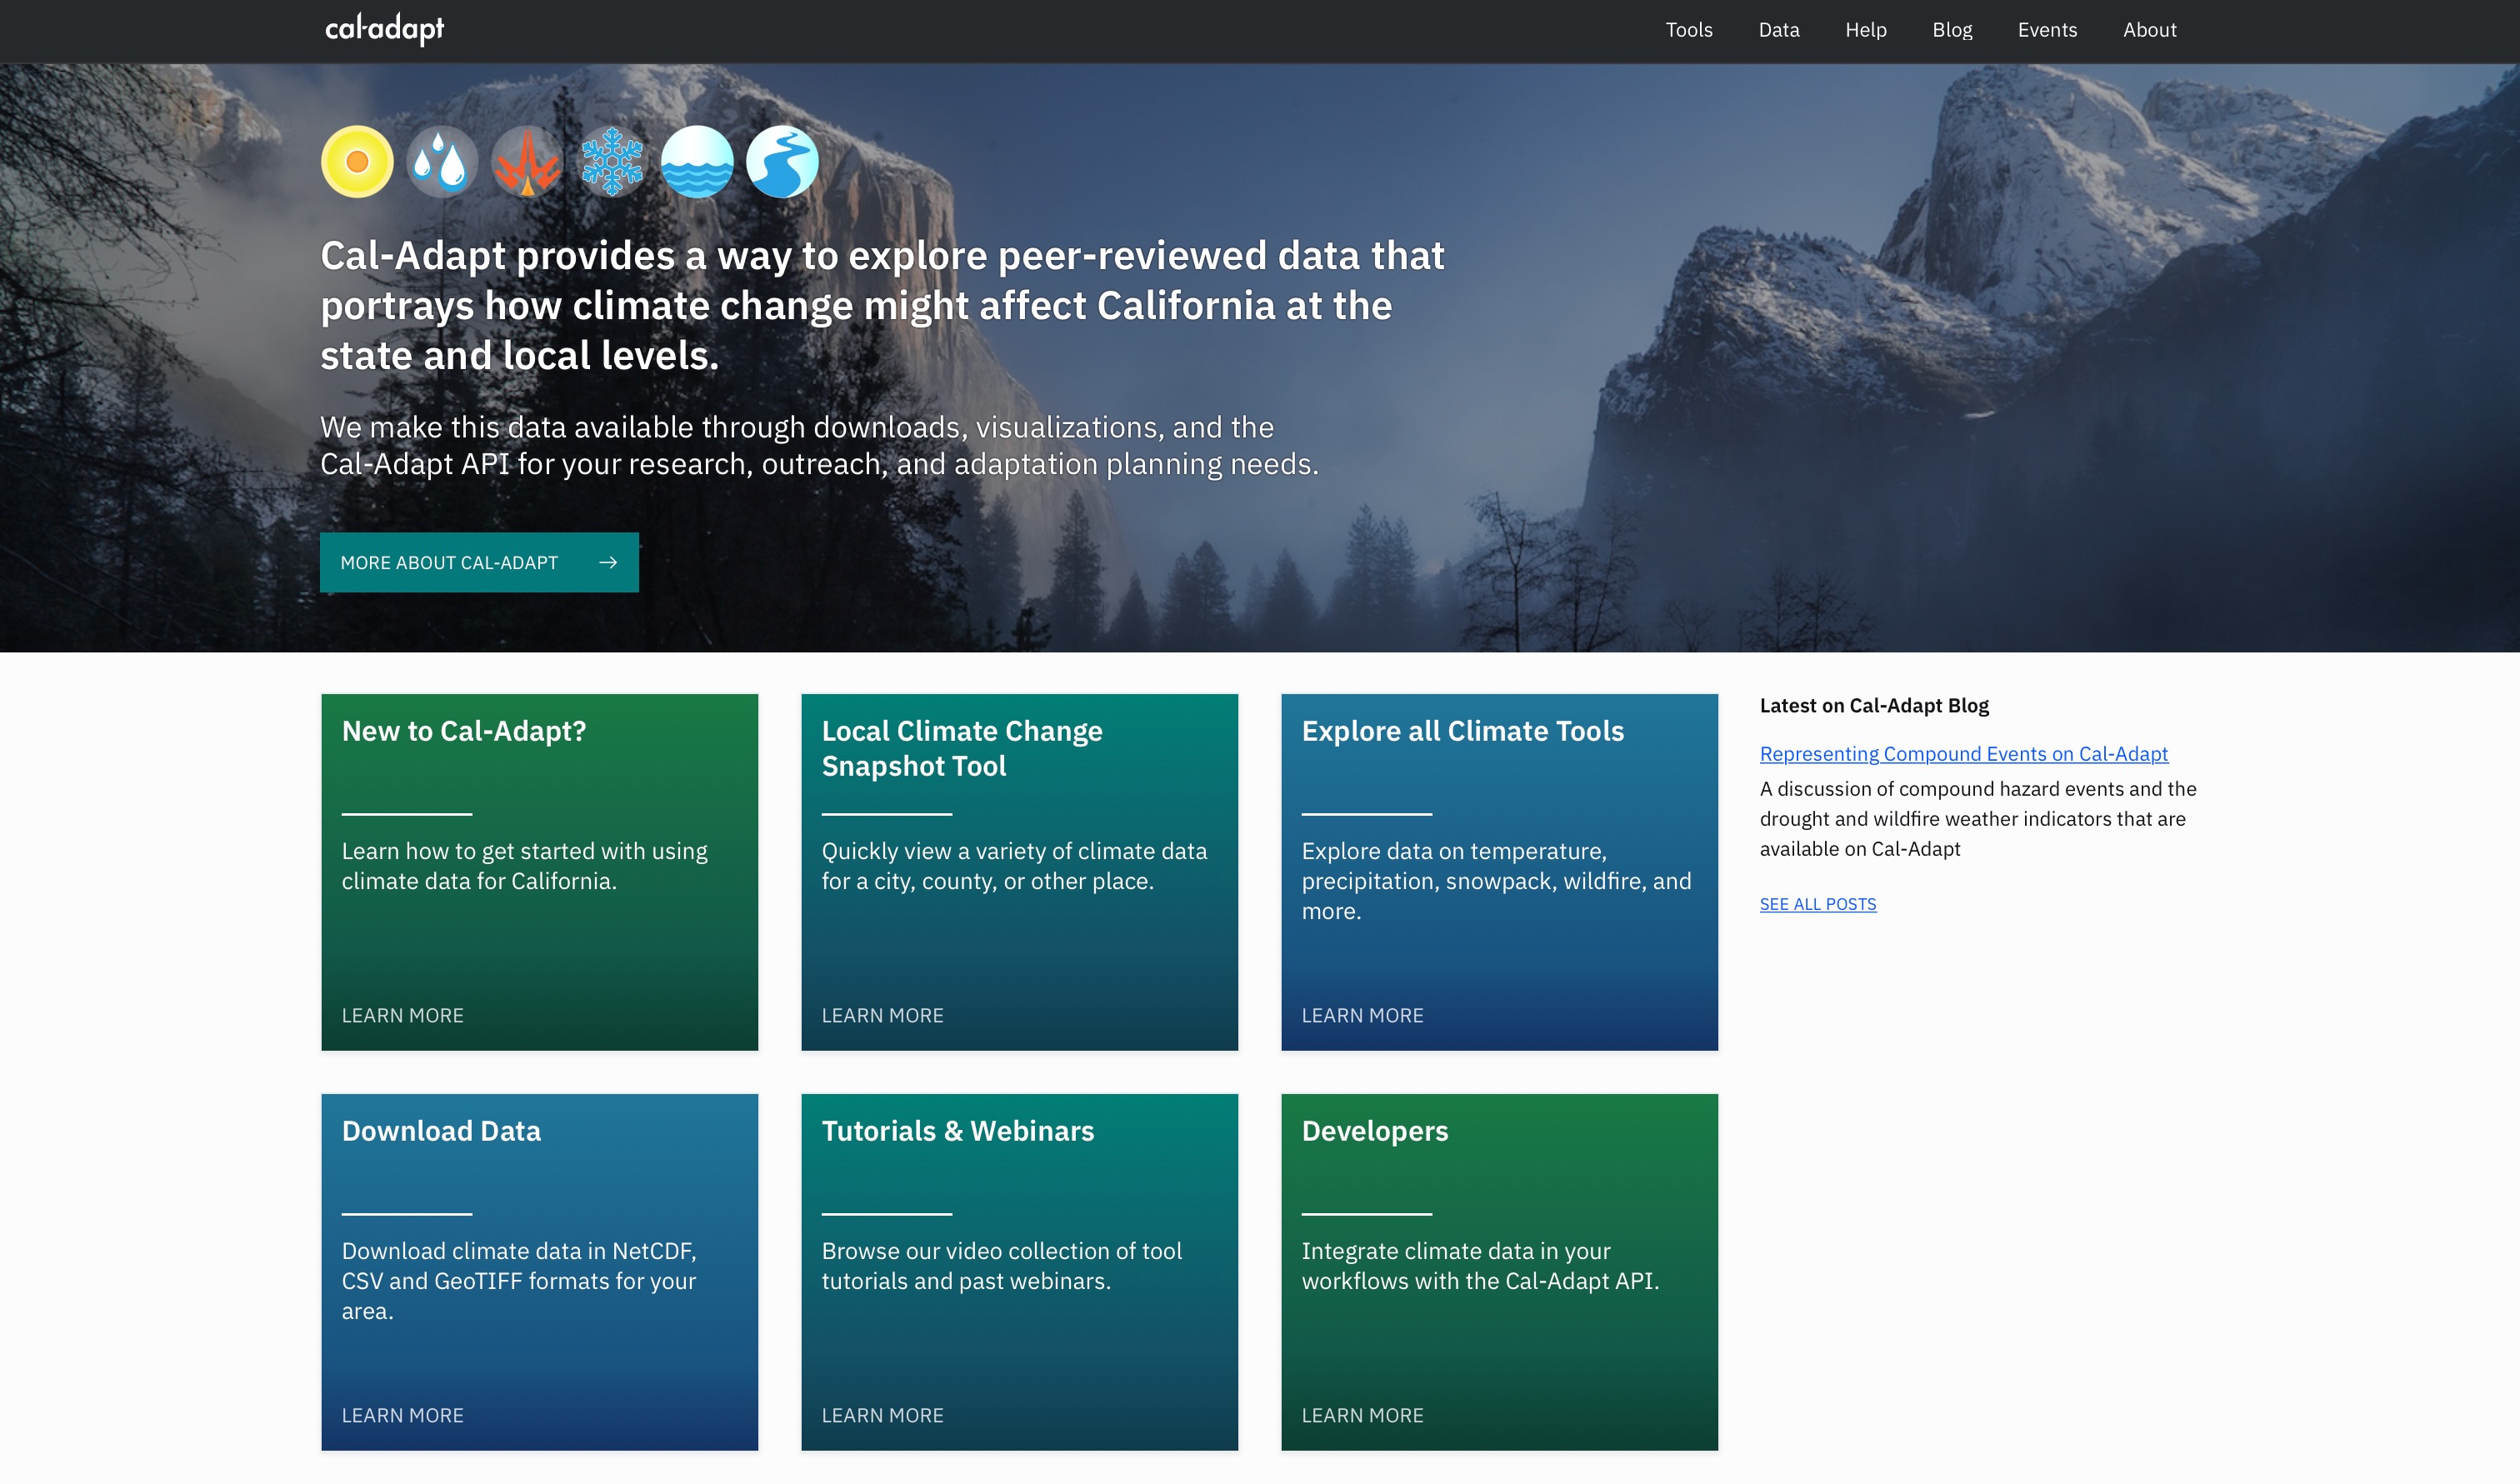 cal-adapt
Tools
Data
Help
Blog
Events
About
Cal-Adapt provides a way to explore peer-reviewed data that
portrays how climate change might affect California at the
state and local levels.
We make this data available through downloads, visualizations, and the
Cal-Adapt API for your research, outreach, and adaptation planning needs.
MORE ABOUT CAL-ADAPT
New to Cal-Adapt?
Learn how to get started with using
climate data for California.
LEARN MORE
Local Climate Change
Snapshot Tool
Quickly view a variety of climate data
for a city, county, or other place.
LEARN MORE
Explore all Climate Tools
Explore data on temperature,
precipitation, snowpack, wildfire, and
more.
LEARN MORE
Latest on Cal-Adapt Blog
Representing Compound Events on Cal-Adapt
A discussion of compound hazard events and the
drought and wildfire weather indicators that are
available on Cal-Adapt
SEE ALL POSTS
Download Data
Download climate data in NetCDF,
CSV and GeoTIFF formats for your
area.
LEARN MORE
Tutorials & Webinars
Browse our video collection of tool
tutorials and past webinars.
LEARN MORE
Developers
Integrate climate data in your
workflows with the Cal-Adapt API.
LEARN MORE